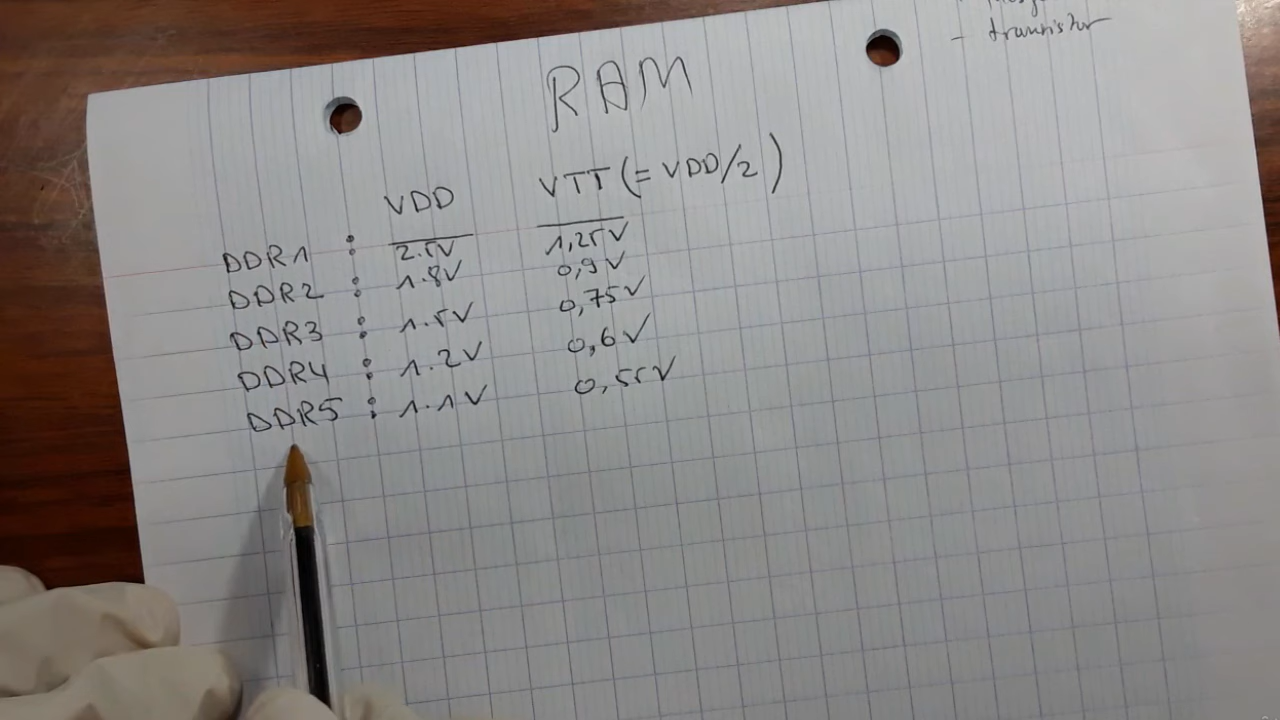 - transistor
RAM
VDD VTT (= VDD/2)
DDR1 : 2.5V 1,25V
DDR2 : 1.8V 0,9V
DDR3 : 1.5V 0,75V
DDR4 : 1.2V 0,6V
DDR5 : 1.1V 0,55V